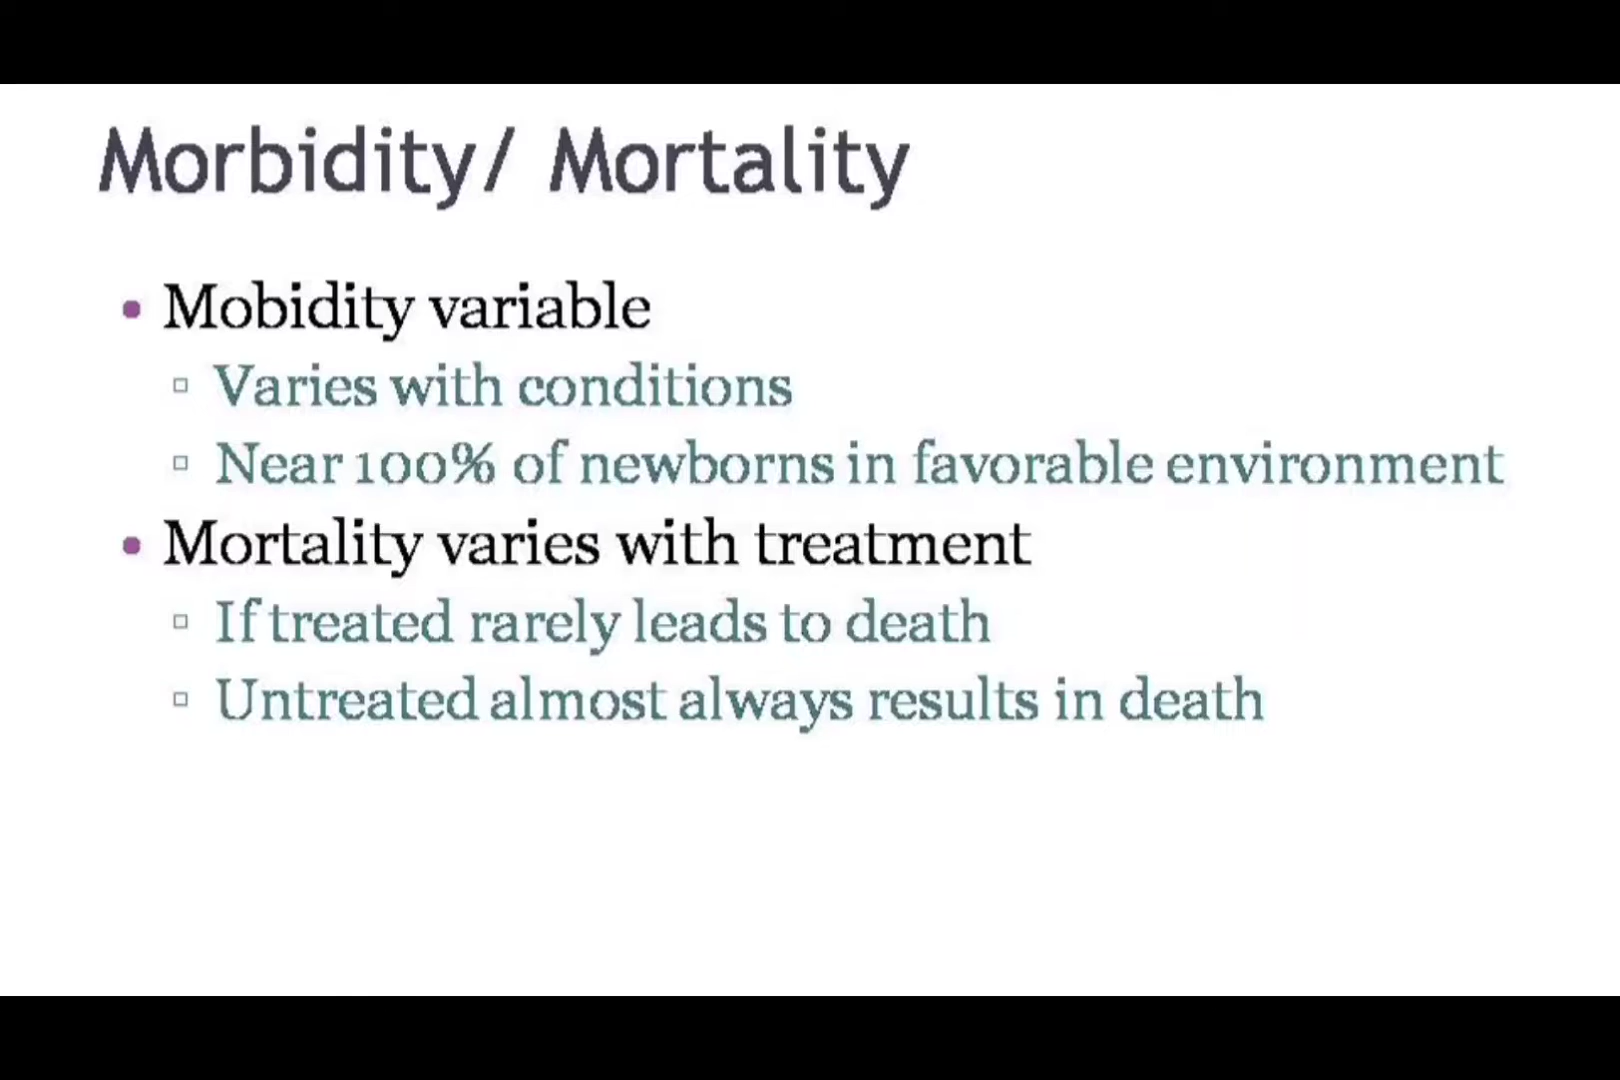 Morbidity/ Mortality
• Mobidity variable
▫ Varies with conditions
▫ Near 100% of newborns in favorable environment
• Mortality varies with treatment
▫ If treated rarely leads to death
▫ Untreated almost always results in death